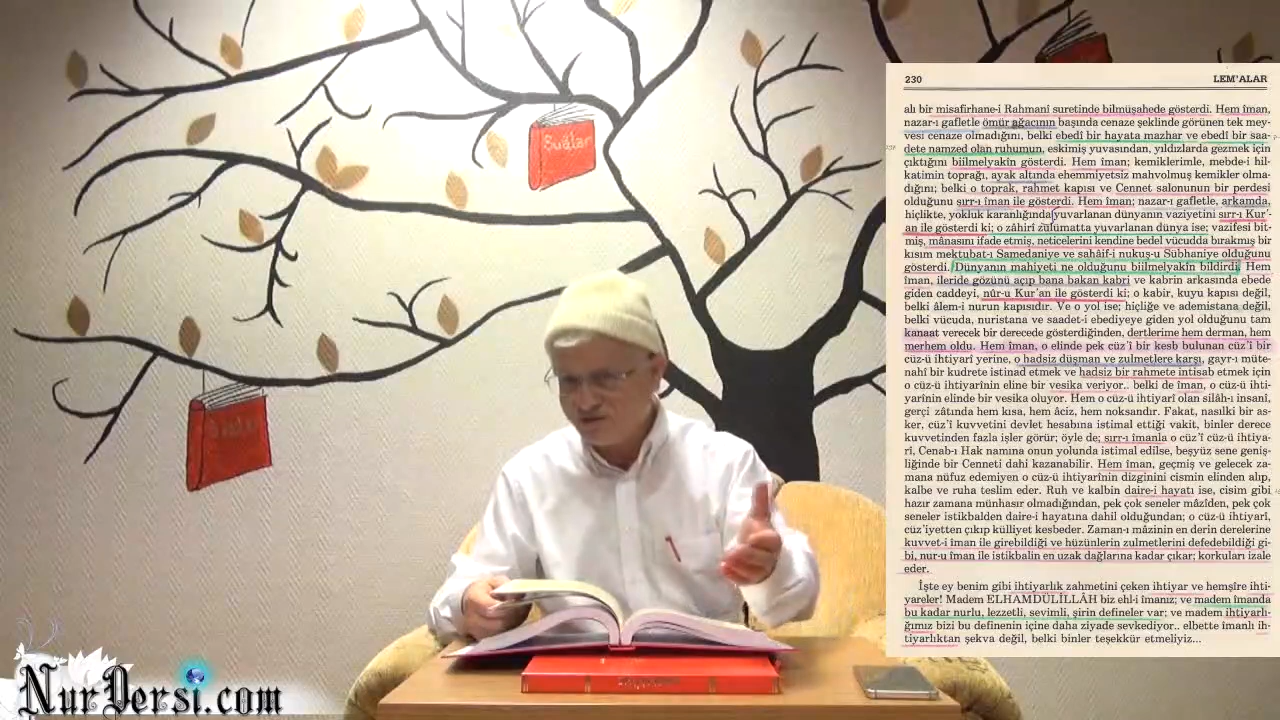 Suâlar
230 LEM'ALAR
alı bir misafirhane-i Rahmanî suretinde bilmüşahede gösterdi. Hem îman,
nazar-ı gafletle ömür ağacının başında cenaze şeklinde görünen tek mey-
vesi cenaze olmadığını, belki ebedî bir hayata mazhar ve ebedî bir saa-
dete namzed olan ruhumun, eskimiş yuvasından, yıldızlarda gezmek için
çıktığını biilmelyakîn gösterdi. Hem îman; kemiklerimle, mebde-i hil-
katimin toprağı, ayak altında ehemmiyetsiz mahvolmuş kemikler olma-
dığını; belki o toprak, rahmet kapısı ve Cennet salonunun bir perdesi
olduğunu sırr-ı îman ile gösterdi. Hem îman; nazar-ı gafletle, arkamda,
hiçlikte, yokluk karanlığında yuvarlanan dünyanın vaziyetini sırr-ı Kur'-
an ile gösterdi ki; o zâhirî zulümatta yuvarlanan dünya ise; vazifesi bit-
miş, mânasını ifade etmiş, neticelerini kendine bedel vücudda bırakmış bir
kısım mektubat-ı Samedaniye ve sahâif-i nukuş-u Sübhaniye olduğunu
gösterdi. Dünyanın mahiyeti ne olduğunu biilmelyakîn bildirdi. Hem
îman, ileride gözünü açıp bana bakan kabri ve kabrin arkasında ebede
giden caddeyi, nûr-u Kur'an ile gösterdi ki; o kabir, kuyu kapısı değil,
belki âlem-i nurun kapısıdır. Ve o yol ise; hiçliğe ve ademistana değil,
belki vücuda, nuristana ve saadet-i ebediyeye giden yol olduğunu tam
kanaat verecek bir derecede gösterdiğinden, dertlerime hem derman, hem
merhem oldu. Hem îman, o elinde pek cüz'î bir kesb bulunan cüz'î bir
cüz-ü ihtiyarî yerine, o hadsiz düşman ve zulmetlere karşı, gayr-ı müte-
nahî bir kudrete istinad etmek ve hadsiz bir rahmete intisab etmek için
o cüz-ü ihtiyarînin eline bir vesika veriyor.. belki de îman, o cüz-ü ihti-
yarînin elinde bir vesika oluyor. Hem o cüz-ü ihtiyarî olan silâh-ı insanî,
gerçi zâtında hem kısa, hem âciz, hem noksandır. Fakat, nasılki bir as-
ker, cüz'î kuvvetini devlet hesabına istimal ettiği vakit, binler derece
kuvvetinden fazla işler görür; öyle de; sırr-ı îmanla o cüz'î cüz-ü ihtiya-
rî, Cenab-ı Hak namına onun yolunda istimal edilse, beşyüz sene geniş-
liğinde bir Cenneti dahi kazanabilir. Hem îman, geçmiş ve gelecek za-
mana nüfuz edemiyen o cüz-ü ihtiyarînin dizginini cismin elinden alıp,
kalbe ve ruha teslim eder. Ruh ve kalbin daire-i hayatı ise, cisim gibi
hazır zamana münhasır olmadığından, pek çok seneler mâziden, pek çok
seneler istikbalden daire-i hayatına dahil olduğundan; o cüz-ü ihtiyarî,
cüz'iyetten çıkıp külliyet kesbeder. Zaman-ı mâzinin en derin derelerine
kuvvet-i îman ile girebildiği ve hüzünlerin zulmetlerini defedebildiği gi-
bi, nur-u îman ile istikbalin en uzak dağlarına kadar çıkar; korkuları izale
eder.
İşte ey benim gibi ihtiyarlık zahmetini çeken ihtiyar ve hemşire ihti-
yareler! Madem ELHAMDÜLİLLÂH biz ehl-i îmanız, ve madem îmanda
bu kadar nurlu, lezzetli, sevimli, şirin defineler var; ve madem ihtiyarlı-
ğımız bizi bu definenin içine daha ziyade sevkediyor.. elbette îmanlı ih-
tiyarlıktan şekva değil, belki binler teşekkür etmeliyiz...
NurDersi.com